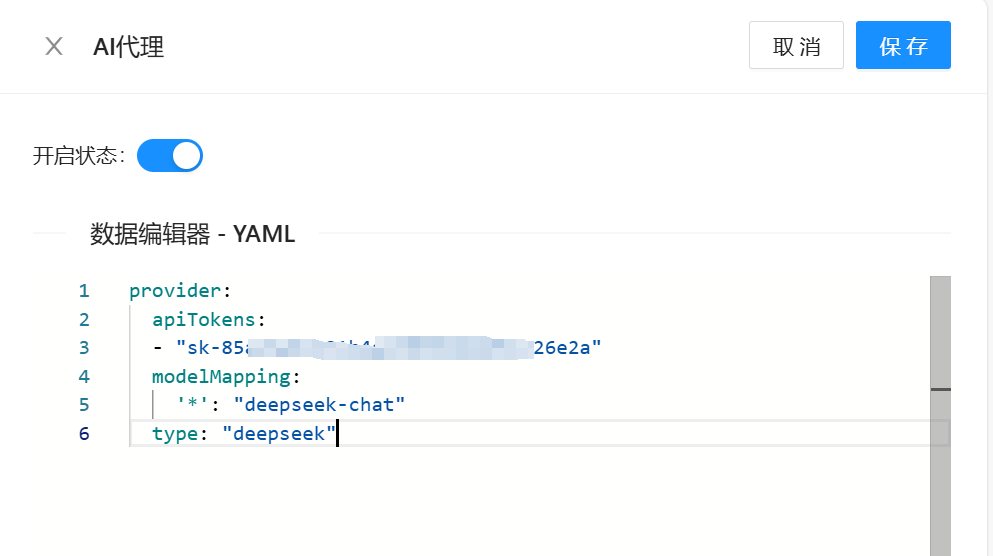 AI代理
取 消
保 存
开启状态:
数据编辑器 - YAML
1 provider:
2 apiTokens:
3 - "sk-85 26e2a"
4 modelMapping:
5 '*': "deepseek-chat"
6 type: "deepseek"